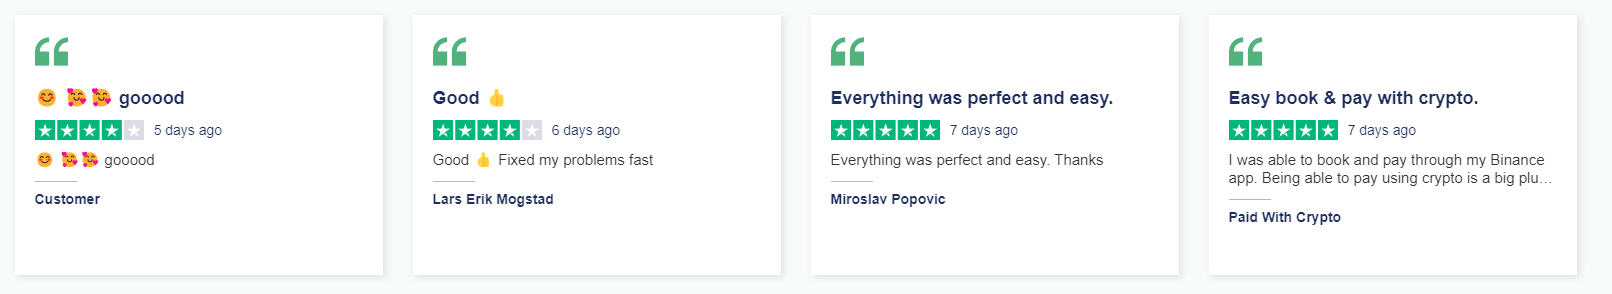 😊 🥰🥰 gooood
5 days ago
😊 🥰🥰 gooood
Customer
Good 👍
6 days ago
Good 👍 Fixed my problems fast
Lars Erik Mogstad
Everything was perfect and easy.
7 days ago
Everything was perfect and easy. Thanks
Miroslav Popovic
Easy book & pay with crypto.
7 days ago
I was able to book and pay through my Binance
app. Being able to pay using crypto is a big plu…
Paid With Crypto